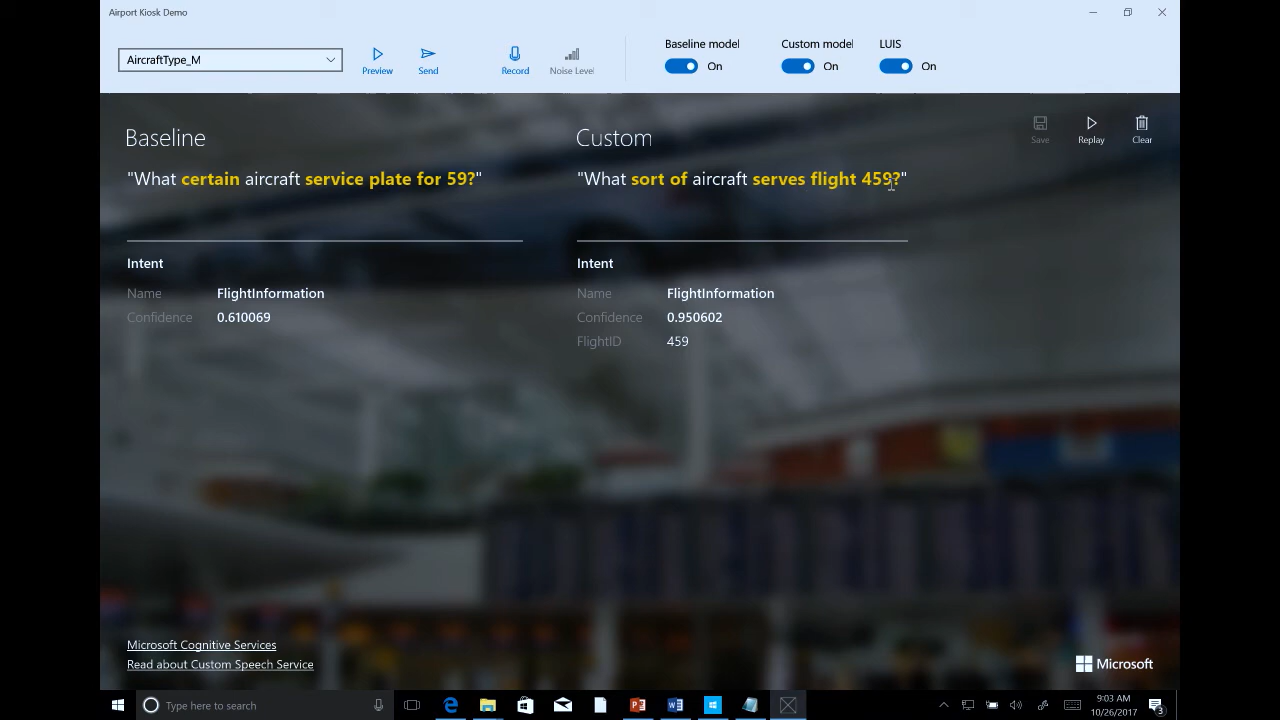 Airport Kiosk Demo
AircraftType_M
Preview
Send
Record
Noise Level
Baseline model
On
Custom model
On
LUIS
On
Save
Replay
Clear
Baseline
"What certain aircraft service plate for 59?"
Intent
Name FlightInformation
Confidence 0.610069
Custom
"What sort of aircraft serves flight 459?"
Intent
Name FlightInformation
Confidence 0.950602
FlightID 459
Microsoft Cognitive Services
Read about Custom Speech Service
Microsoft
Type here to search
9:03 AM
10/26/2017
3